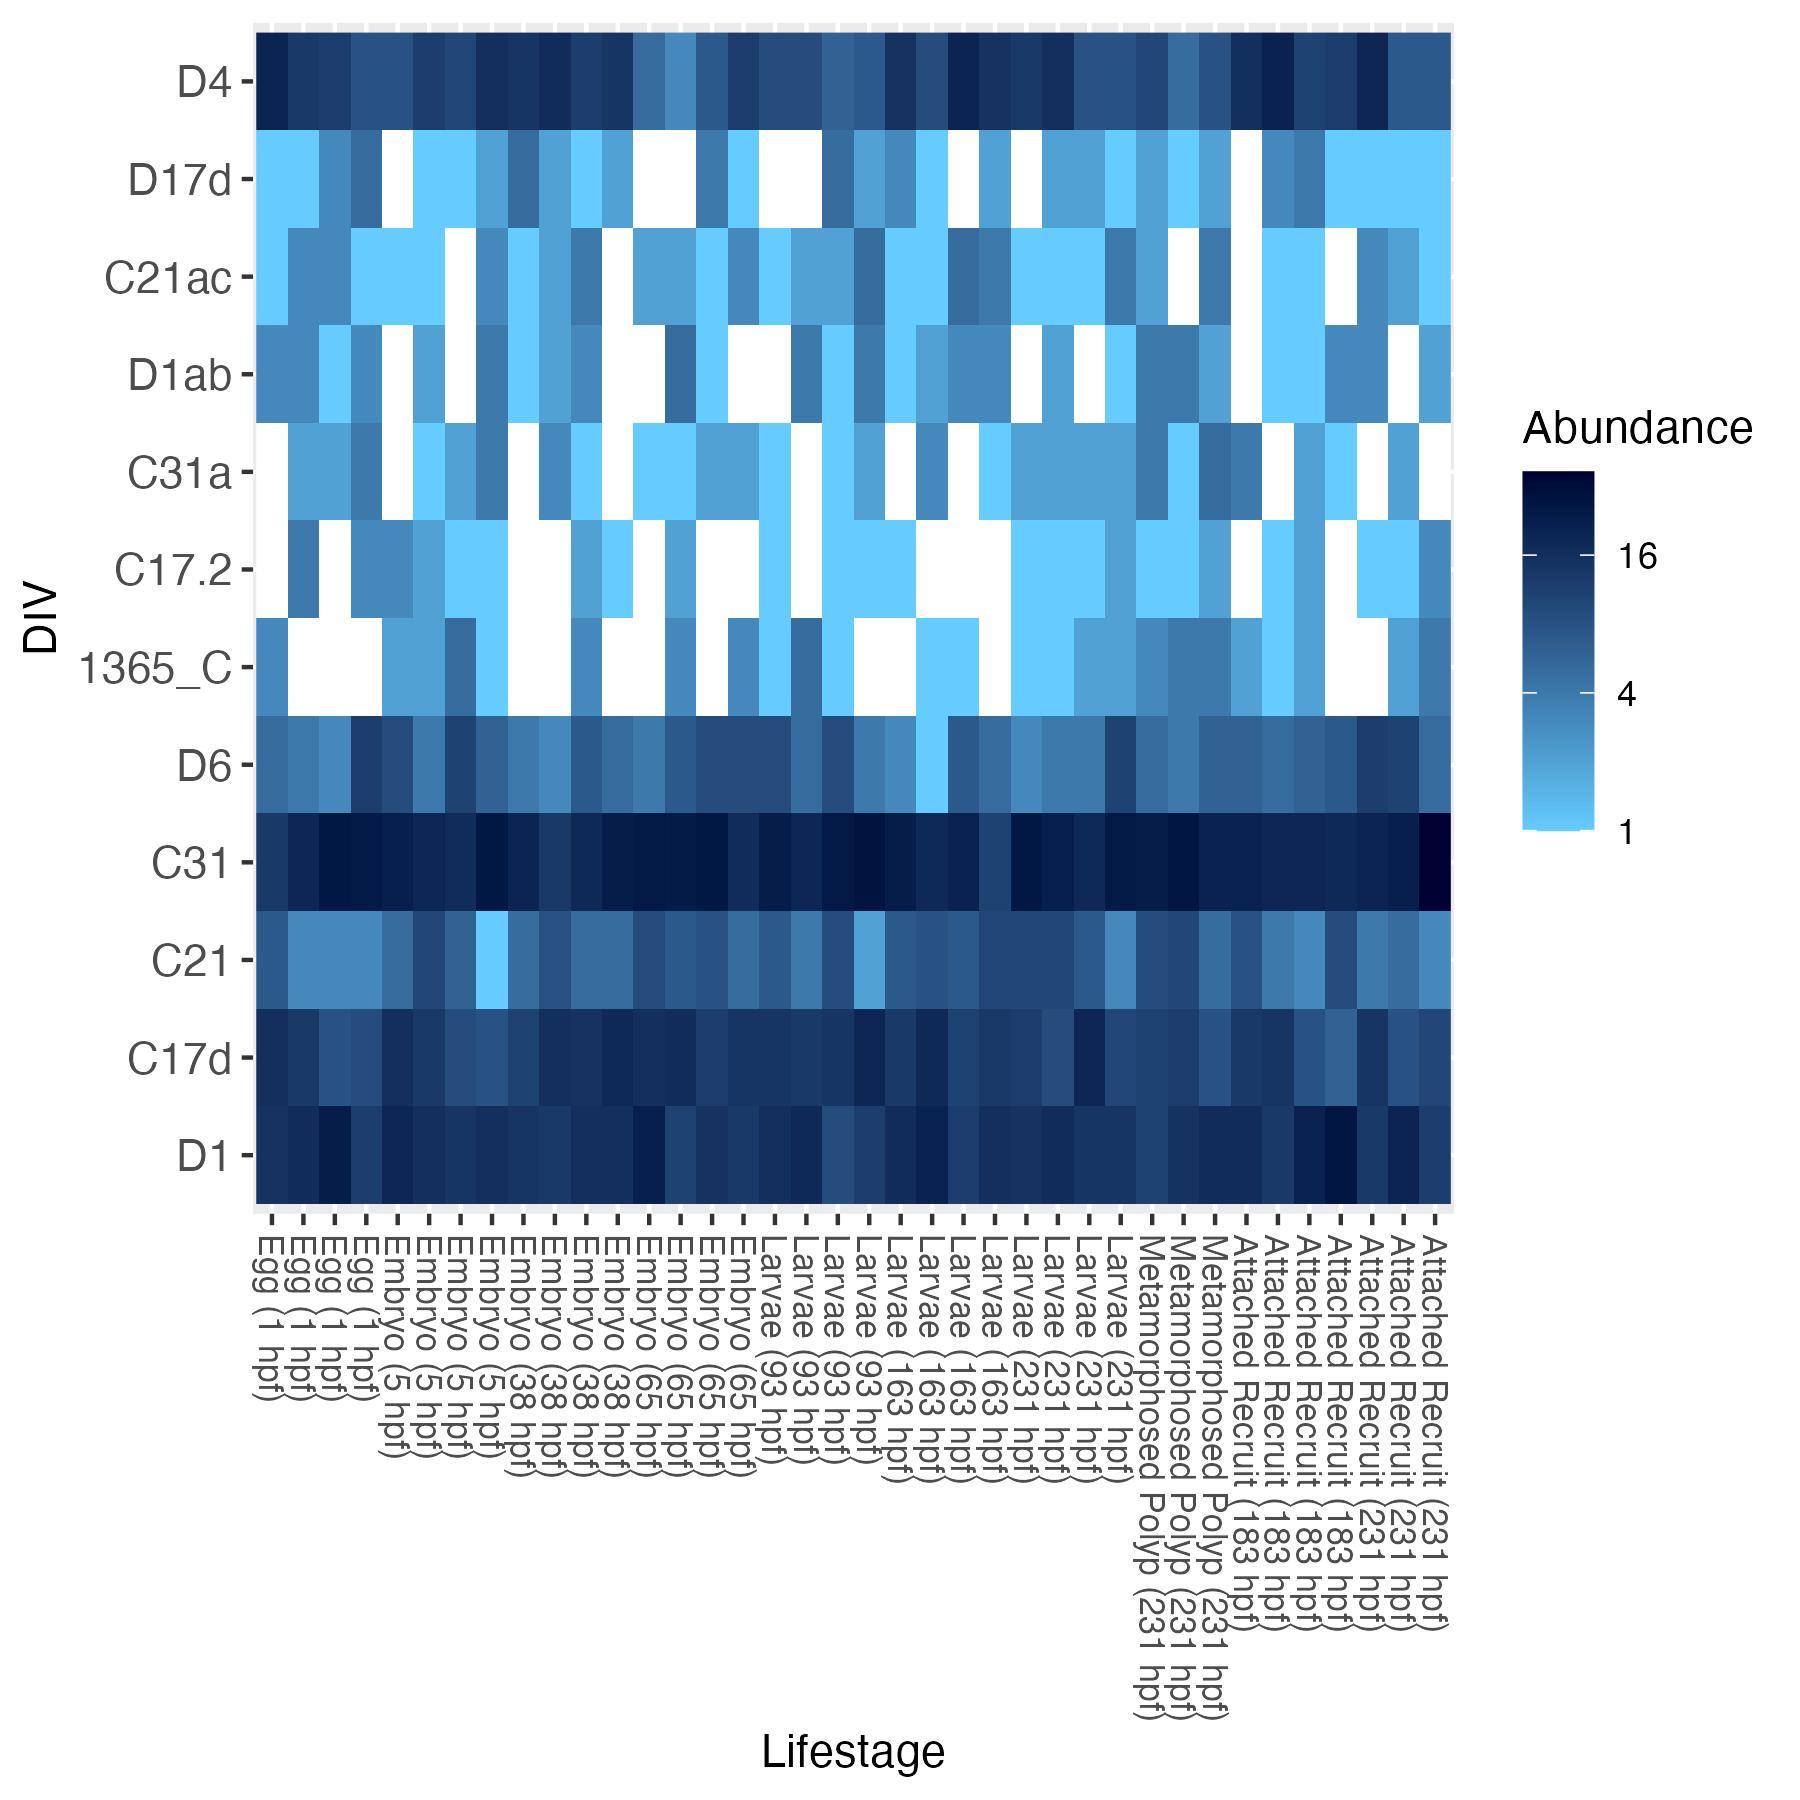 D4
D17d
C21ac
D1ab
C31a
C17.2
1365_C
D6
C31
C21
C17d
D1
DIV
Abundance
16
4
1
Egg (1 hpf)
Egg (1 hpf)
Egg (1 hpf)
Egg (1 hpf)
Embryo (5 hpf)
Embryo (5 hpf)
Embryo (5 hpf)
Embryo (5 hpf)
Embryo (38 hpf)
Embryo (38 hpf)
Embryo (38 hpf)
Embryo (38 hpf)
Embryo (65 hpf)
Embryo (65 hpf)
Embryo (65 hpf)
Embryo (65 hpf)
Larvae (93 hpf)
Larvae (93 hpf)
Larvae (93 hpf)
Larvae (93 hpf)
Larvae (163 hpf)
Larvae (163 hpf)
Larvae (163 hpf)
Larvae (163 hpf)
Larvae (231 hpf)
Larvae (231 hpf)
Larvae (231 hpf)
Larvae (231 hpf)
Metamorphosed Polyp (231 hpf)
Metamorphosed Polyp (231 hpf)
Metamorphosed Polyp (231 hpf)
Attached Recruit (183 hpf)
Attached Recruit (183 hpf)
Attached Recruit (183 hpf)
Attached Recruit (183 hpf)
Attached Recruit (231 hpf)
Attached Recruit (231 hpf)
Attached Recruit (231 hpf)
Lifestage